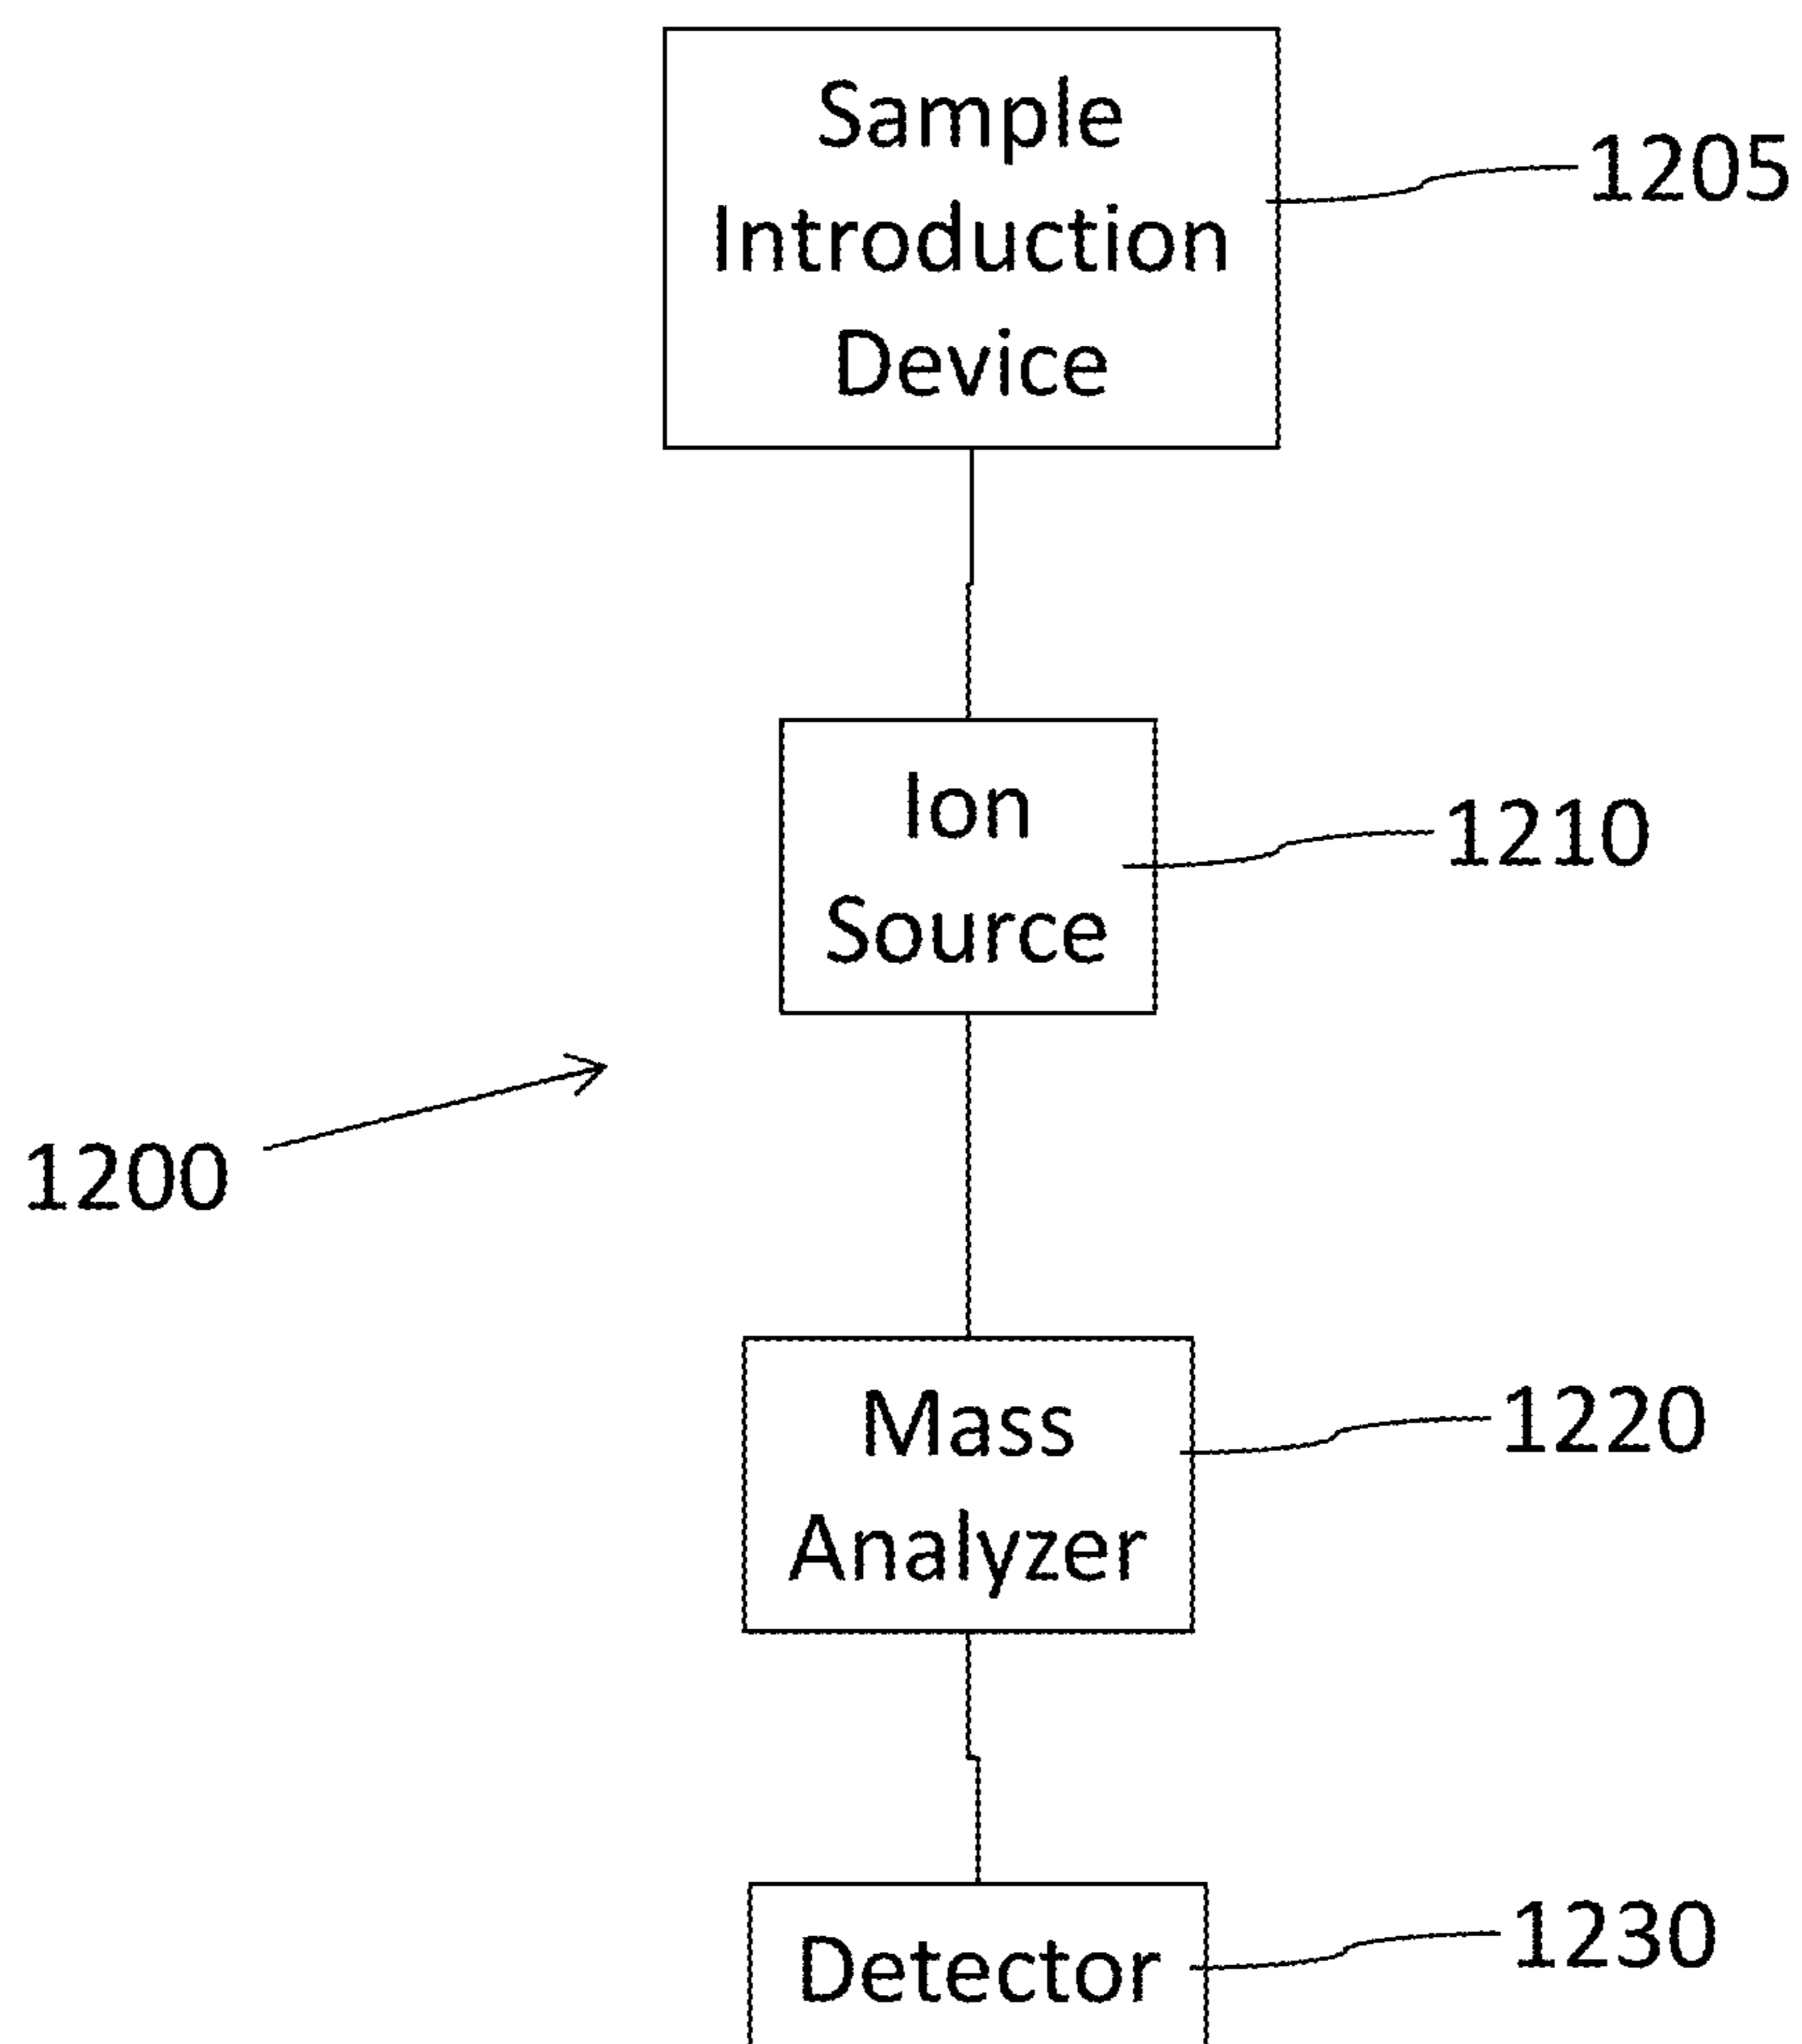 Sample
Introduction
Device
1205
Ion
Source
1210
1200
Mass
Analyzer
1220
Detector
1230